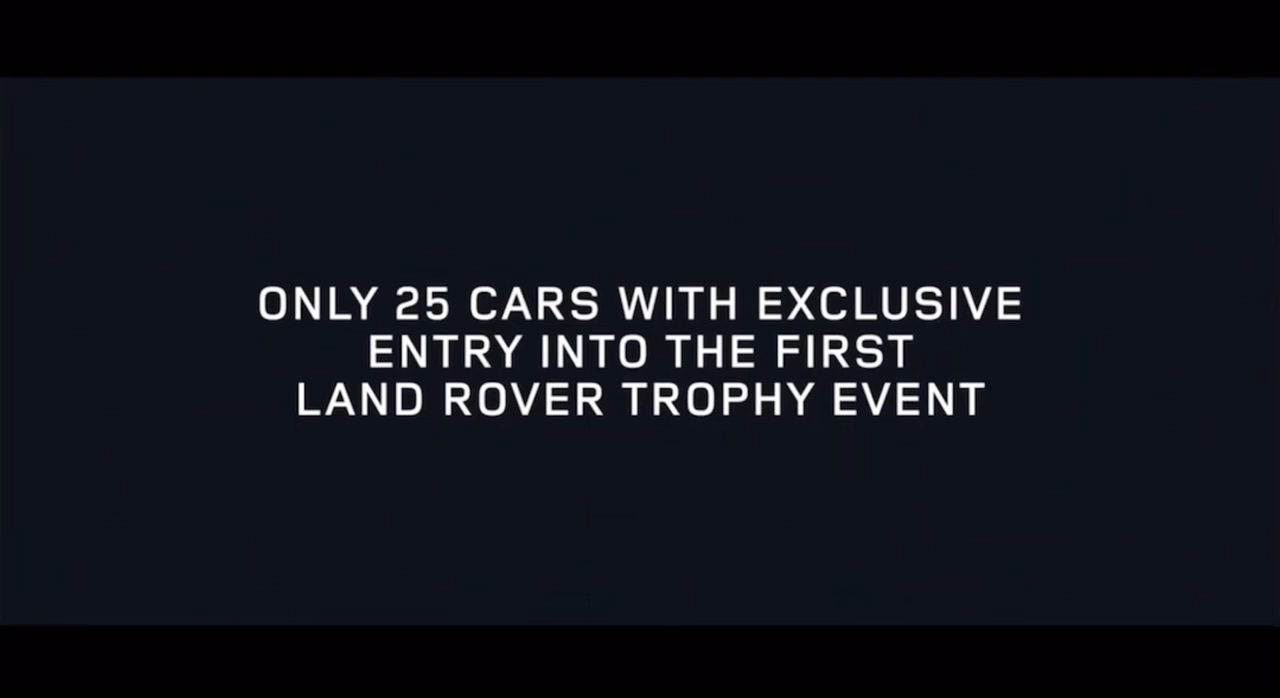 ONLY 25 CARS WITH EXCLUSIVE
ENTRY INTO THE FIRST
LAND ROVER TROPHY EVENT